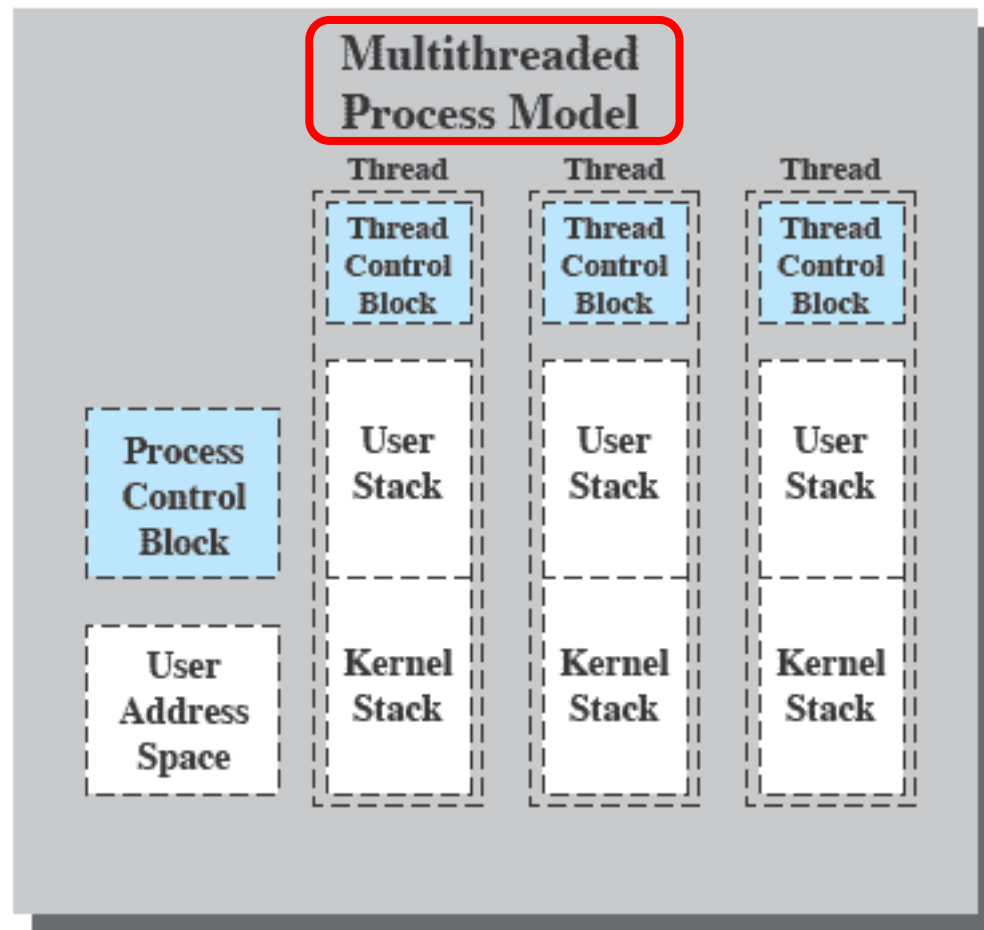 Multithreaded
Process Model
Thread
Thread
Thread
Thread
Control
Block
Thread
Control
Block
Thread
Control
Block
Process
Control
Block
User
Address
Space
User
Stack
User
Stack
User
Stack
Kernel
Stack
Kernel
Stack
Kernel
Stack